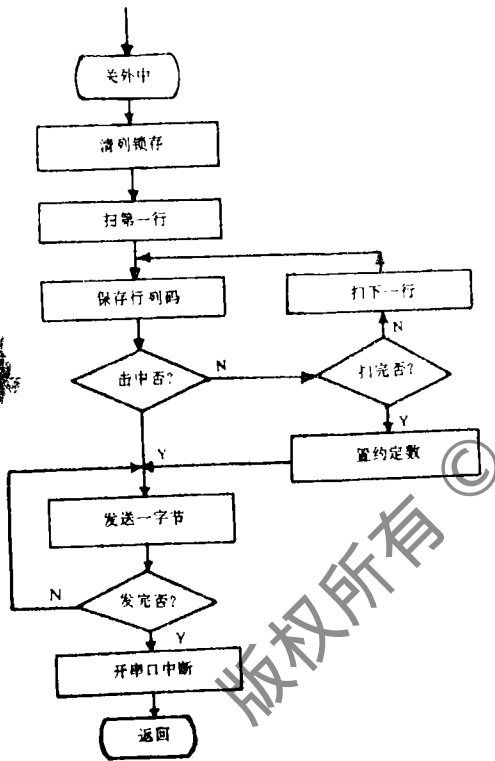 关外中
清列锁存
扫第一行
保存行列码
扫下一行
N
击中否?
N
扫完否?
Y
Y
置约定数
发送一字节
N
发完否?
Y
开串口中断
返回
版权所有 ©